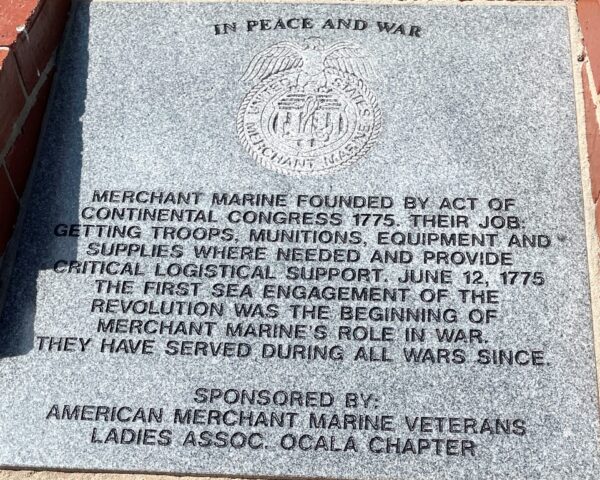 IN PEACE AND WAR
UNITED STATES
MERCHANT MARINE
MERCHANT MARINE FOUNDED BY ACT OF
CONTINENTAL CONGRESS 1775. THEIR JOB:
GETTING TROOPS, MUNITIONS, EQUIPMENT AND
SUPPLIES WHERE NEEDED AND PROVIDE
CRITICAL LOGISTICAL SUPPORT. JUNE 12, 1775
THE FIRST SEA ENGAGEMENT OF THE
REVOLUTION WAS THE BEGINNING OF
MERCHANT MARINE'S ROLE IN WAR.
THEY HAVE SERVED DURING ALL WARS SINCE.
SPONSORED BY:
AMERICAN MERCHANT MARINE VETERANS
LADIES ASSOC. OCALA CHAPTER